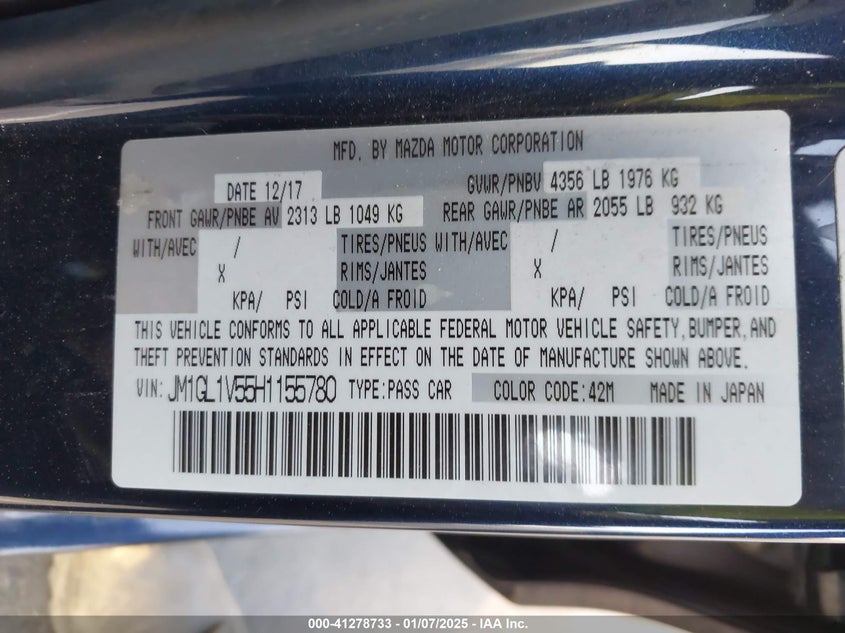 MFD. BY MAZDA MOTOR CORPORATION
DATE 12/17 GVWR/PNBV 4356 LB 1976 KG
FRONT GAWR/PNBE AV 2313 LB 1049 KG REAR GAWR/PNBE AR 2055 LB 932 KG
WITH/AVEC / TIRES/PNEUS WITH/AVEC / TIRES/PNEUS
X RIMS/JANTES X RIMS/JANTES
KPA/ PSI COLD/A FROID KPA/ PSI COLD/A FROID
THIS VEHICLE CONFORMS TO ALL APPLICABLE FEDERAL MOTOR VEHICLE SAFETY, BUMPER, AND
THEFT PREVENTION STANDARDS IN EFFECT ON THE DATE OF MANUFACTURE SHOWN ABOVE.
VIN: JM1GL1V55H1155780 TYPE:PASS CAR COLOR CODE:42M MADE IN JAPAN
000-41278733 - 01/07/2025 - IAA Inc.